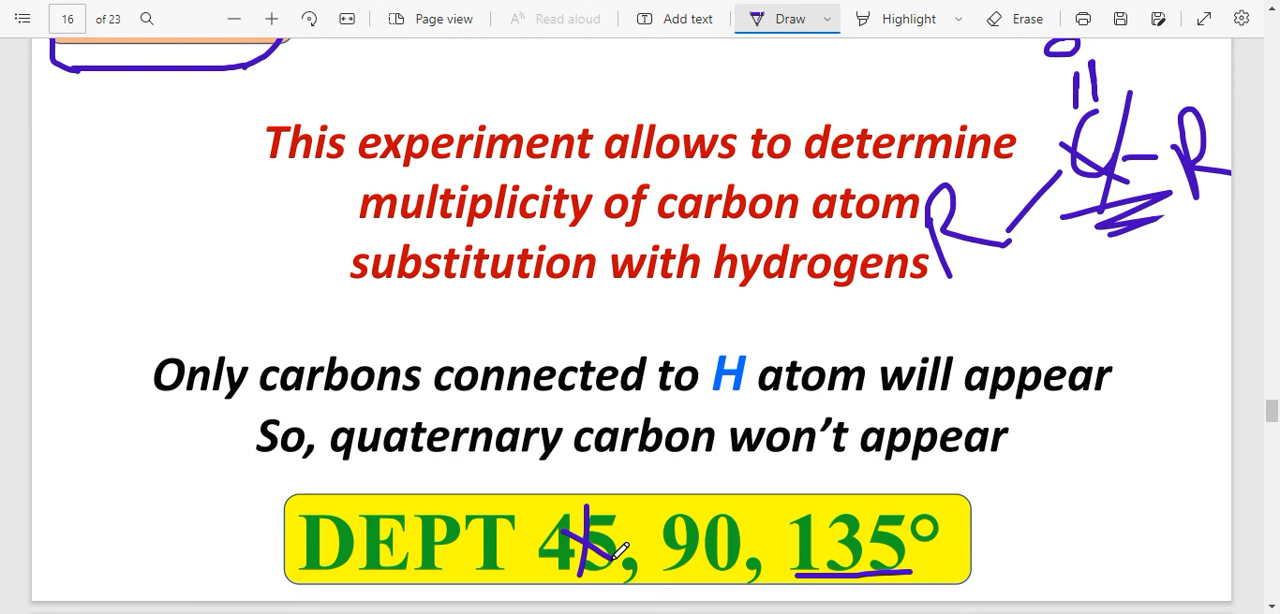 16 of 23 Page view Read aloud Add text Draw Highlight Erase
O
C - R
R
This experiment allows to determine
multiplicity of carbon atom
substitution with hydrogens
Only carbons connected to H atom will appear
So, quaternary carbon won't appear
DEPT 45, 90, 135°